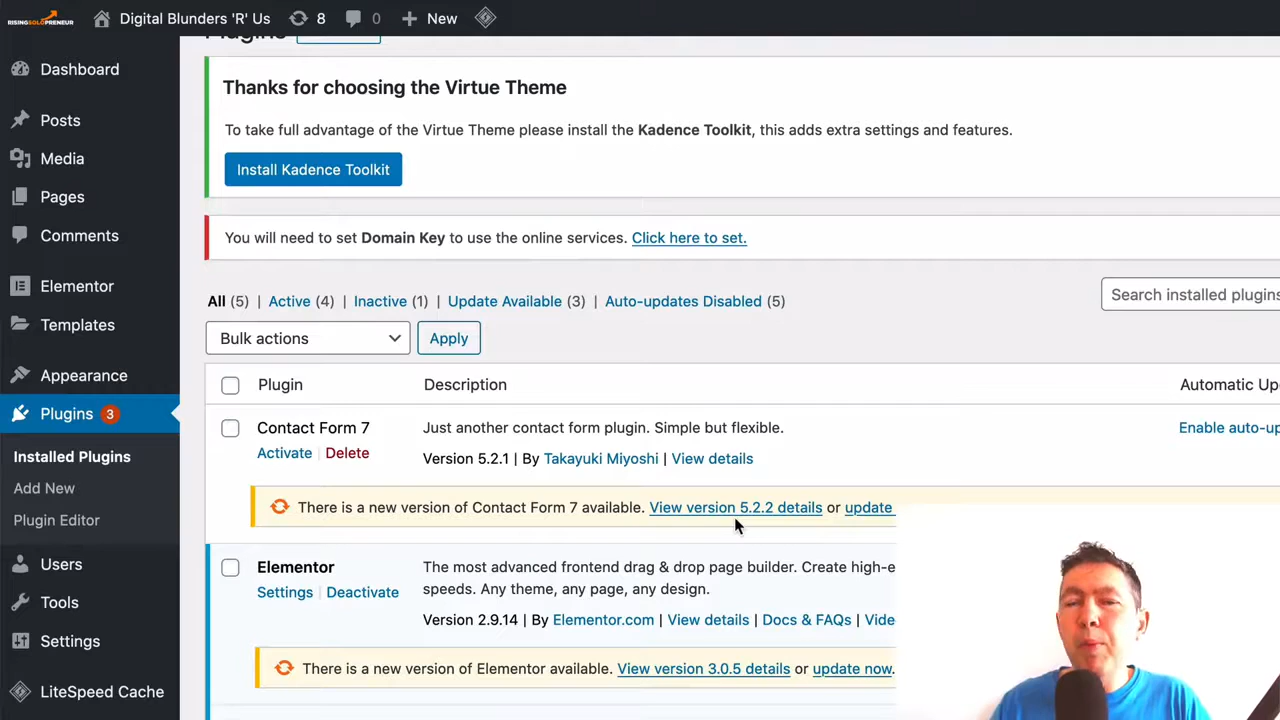 RISINGSOLOPRENEUR
Digital Blunders 'R' Us
8
0
New
Dashboard
Posts
Media
Pages
Comments
Elementor
Templates
Appearance
Plugins 3
Installed Plugins
Add New
Plugin Editor
Users
Tools
Settings
LiteSpeed Cache
Plugins
Thanks for choosing the Virtue Theme
To take full advantage of the Virtue Theme please install the Kadence Toolkit, this adds extra settings and features.
Install Kadence Toolkit
You will need to set Domain Key to use the online services. Click here to set.
All (5) | Active (4) | Inactive (1) | Update Available (3) | Auto-updates Disabled (5)
Search installed plugins
Bulk actions
Apply
Plugin
Description
Automatic Up
Contact Form 7
Just another contact form plugin. Simple but flexible.
Enable auto-up
Activate | Delete
Version 5.2.1 | By Takayuki Miyoshi | View details
There is a new version of Contact Form 7 available. View version 5.2.2 details or update
Elementor
The most advanced frontend drag & drop page builder. Create high-e
speeds. Any theme, any page, any design.
Settings | Deactivate
Version 2.9.14 | By Elementor.com | View details | Docs & FAQs | Vide
There is a new version of Elementor available. View version 3.0.5 details or update now.